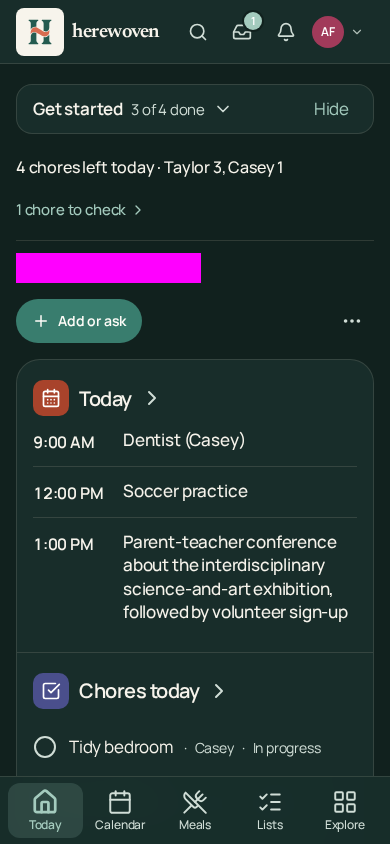 herewoven
1
AF
Get started 3 of 4 done
Hide
4 chores left today · Taylor 3, Casey 1
1 chore to check
Add or ask
Today
9:00 AM Dentist (Casey)
12:00 PM Soccer practice
1:00 PM Parent-teacher conference
about the interdisciplinary
science-and-art exhibition,
followed by volunteer sign-up
Chores today
Tidy bedroom · Casey · In progress
Today
Calendar
Meals
Lists
Explore